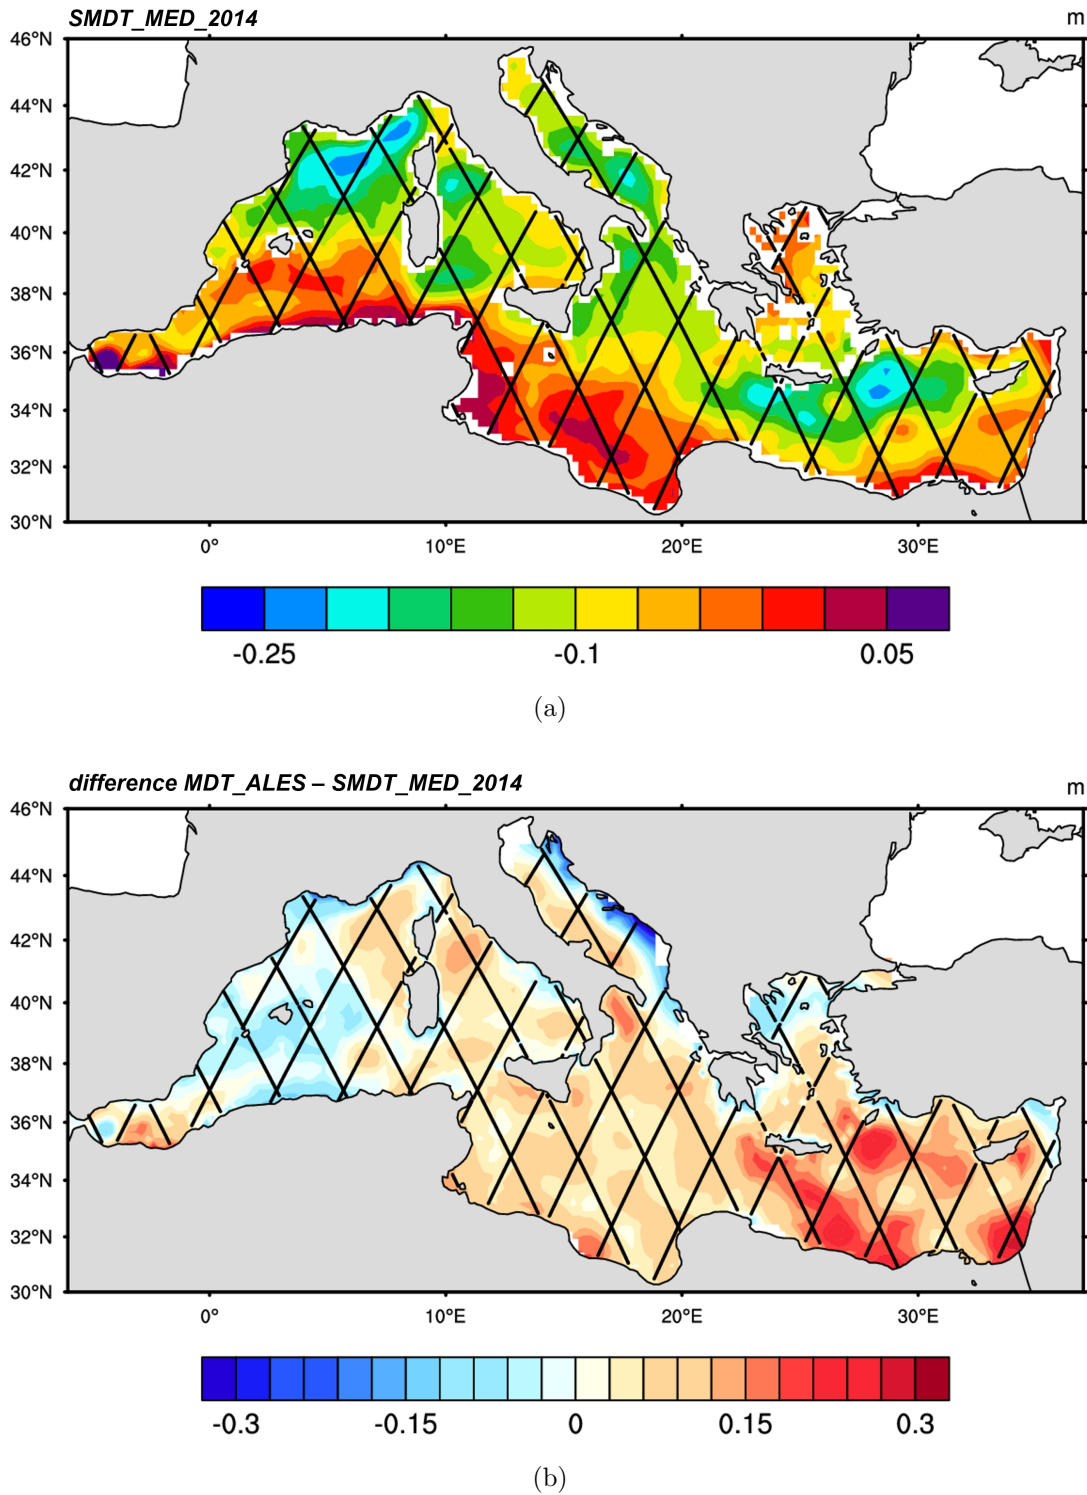 SMDT_MED_2014
m
46°N
44°N
42°N
40°N
38°N
36°N
34°N
32°N
30°N
0° 10°E 20°E 30°E
-0.25 -0.1 0.05
(a)
difference MDT_ALES – SMDT_MED_2014
m
46°N
44°N
42°N
40°N
38°N
36°N
34°N
32°N
30°N
0° 10°E 20°E 30°E
-0.3 -0.15 0 0.15 0.3
(b)